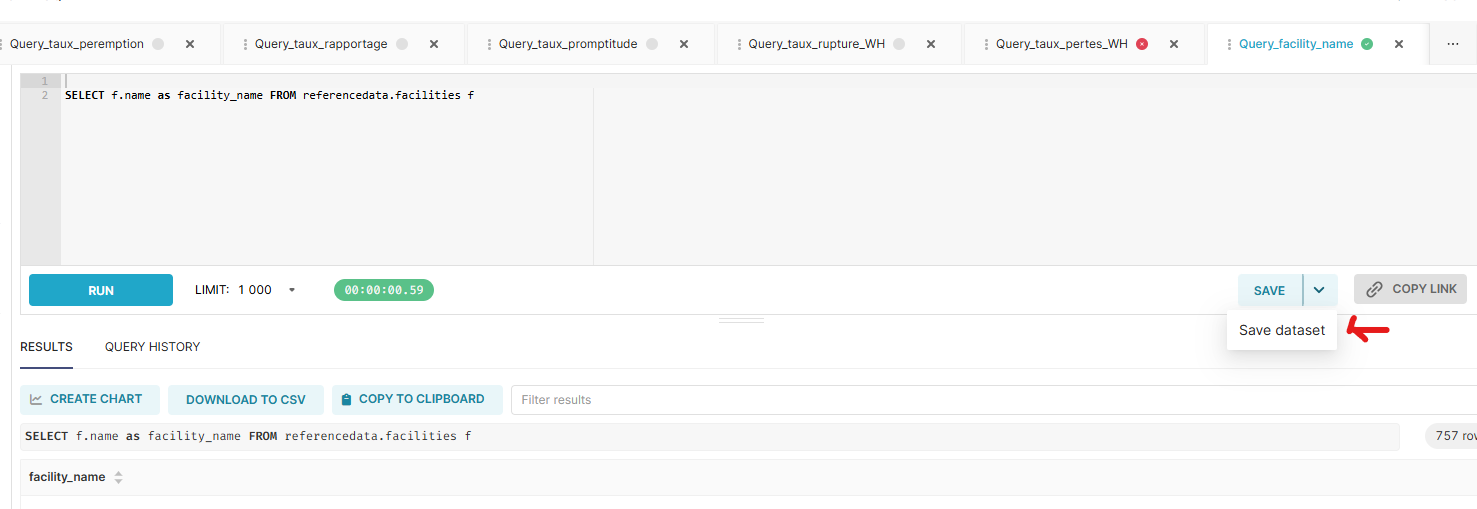 Query_taux_peremption
Query_taux_rapportage
Query_taux_promptitude
Query_taux_rupture_WH
Query_taux_pertes_WH
Query_facility_name
1
2 SELECT f.name as facility_name FROM referencedata.facilities f
RUN
LIMIT: 1 000
00:00:00.59
SAVE
COPY LINK
Save dataset
RESULTS
QUERY HISTORY
CREATE CHART
DOWNLOAD TO CSV
COPY TO CLIPBOARD
Filter results
SELECT f.name as facility_name FROM referencedata.facilities f
757 row
facility_name